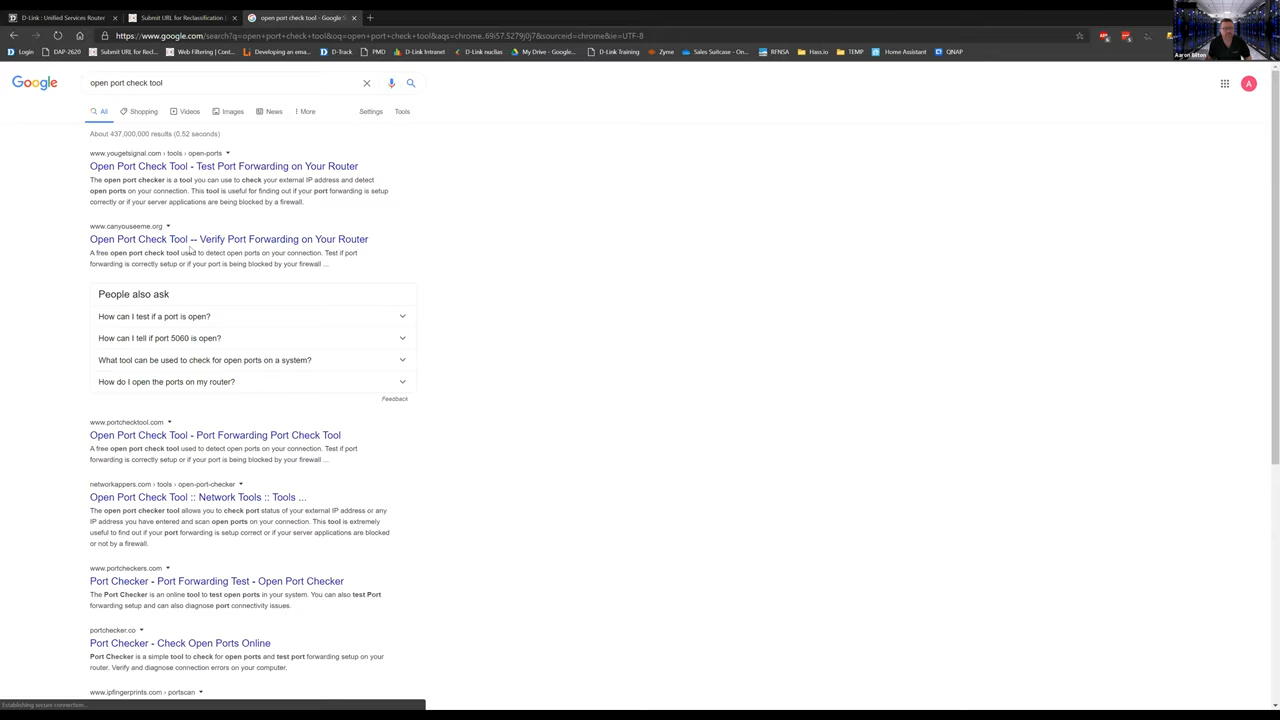 D-Link : Unified Services Router
Submit URL for Reclassification |
open port check tool - Google S
www.google.com/search?q=open+port+check+tool&oq=open+port+check+tool&aqs=chrome..69i57.5279j0j7&sourceid=chrome&ie=UTF-8
Login
DAP-2620
Submit URL for Recl...
Web Filtering | Cont...
Developing an ema...
D-Track
PMD
D-Link Intranet
D-Link nuclias
My Drive - Google...
D-Link Training
Zyme
Sales Suitcase - On...
RFNSA
Hass.io
TEMP
Home Assistant
QNAP
Aaron Bilton
Google
open port check tool
A
All
Shopping
Videos
Images
News
More
Settings
Tools
About 437,000,000 results (0.52 seconds)
www.yougetsignal.com › tools › open-ports
Open Port Check Tool - Test Port Forwarding on Your Router
The open port checker is a tool you can use to check your external IP address and detect
open ports on your connection. This tool is useful for finding out if your port forwarding is setup
correctly or if your server applications are being blocked by a firewall.
www.canyouseeme.org
Open Port Check Tool -- Verify Port Forwarding on Your Router
A free open port check tool used to detect open ports on your connection. Test if port
forwarding is correctly setup or if your port is being blocked by your firewall ...
People also ask
How can I test if a port is open?
How can I tell if port 5060 is open?
What tool can be used to check for open ports on a system?
How do I open the ports on my router?
Feedback
www.portchecktool.com
Open Port Check Tool - Port Forwarding Port Check Tool
A free open port check tool used to detect open ports on your connection. Test if port
forwarding is correctly setup or if your port is being blocked by your firewall ...
networkappers.com › tools › open-port-checker
Open Port Check Tool :: Network Tools :: Tools ...
The open port checker tool allows you to check port status of your external IP address or any
IP address you have entered and scan open ports on your connection. This tool is extremely
useful to find out if your port forwarding is setup correct or if your server applications are blocked
or not by a firewall.
www.portcheckers.com
Port Checker - Port Forwarding Test - Open Port Checker
The Port Checker is an online tool to test open ports in your system. You can also test Port
forwarding setup and can also diagnose port connectivity issues.
portchecker.co
Port Checker - Check Open Ports Online
Port Checker is a simple tool to check for open ports and test port forwarding setup on your
router. Verify and diagnose connection errors on your computer.
www.ipfingerprints.com › portscan
Establishing secure connection...